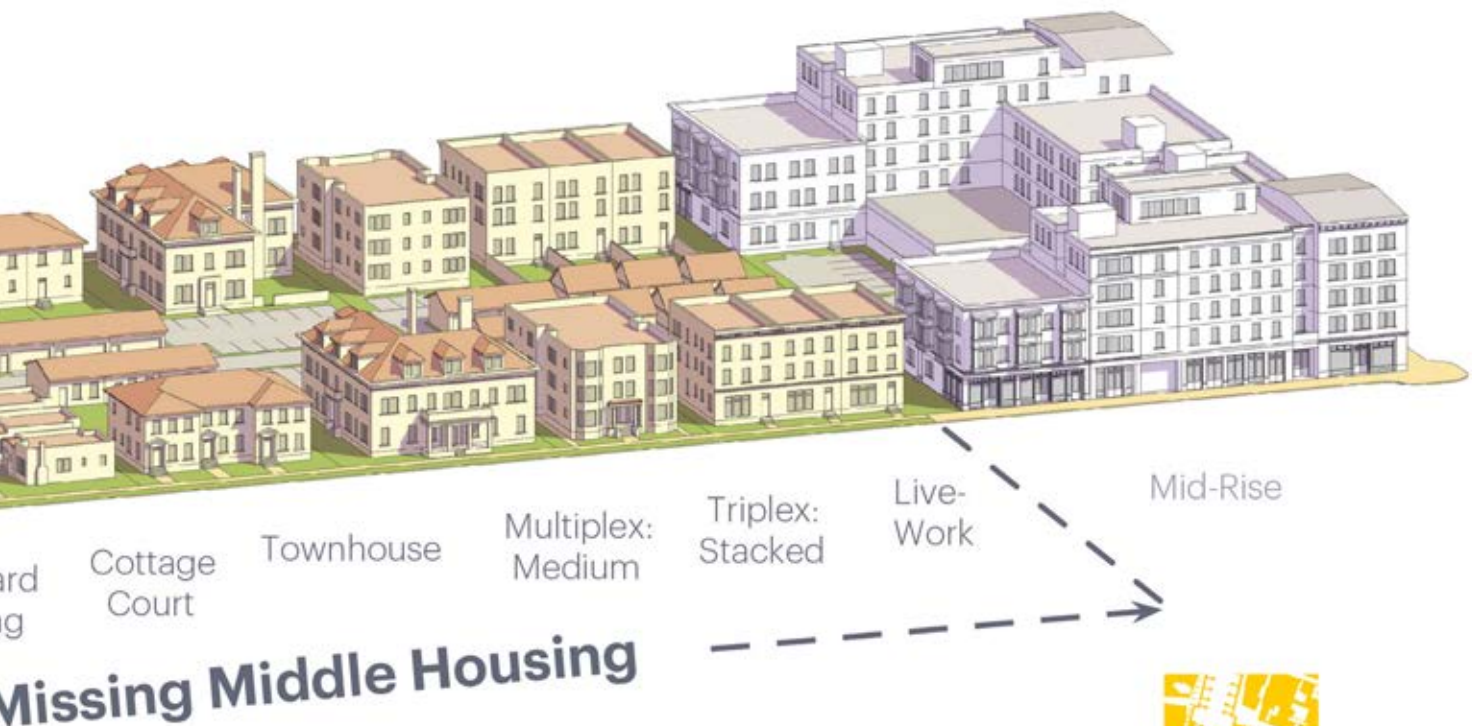 Cottage
Court
Townhouse
Multiplex:
Medium
Triplex:
Stacked
Live-
Work
Mid-Rise
Missing Middle Housing